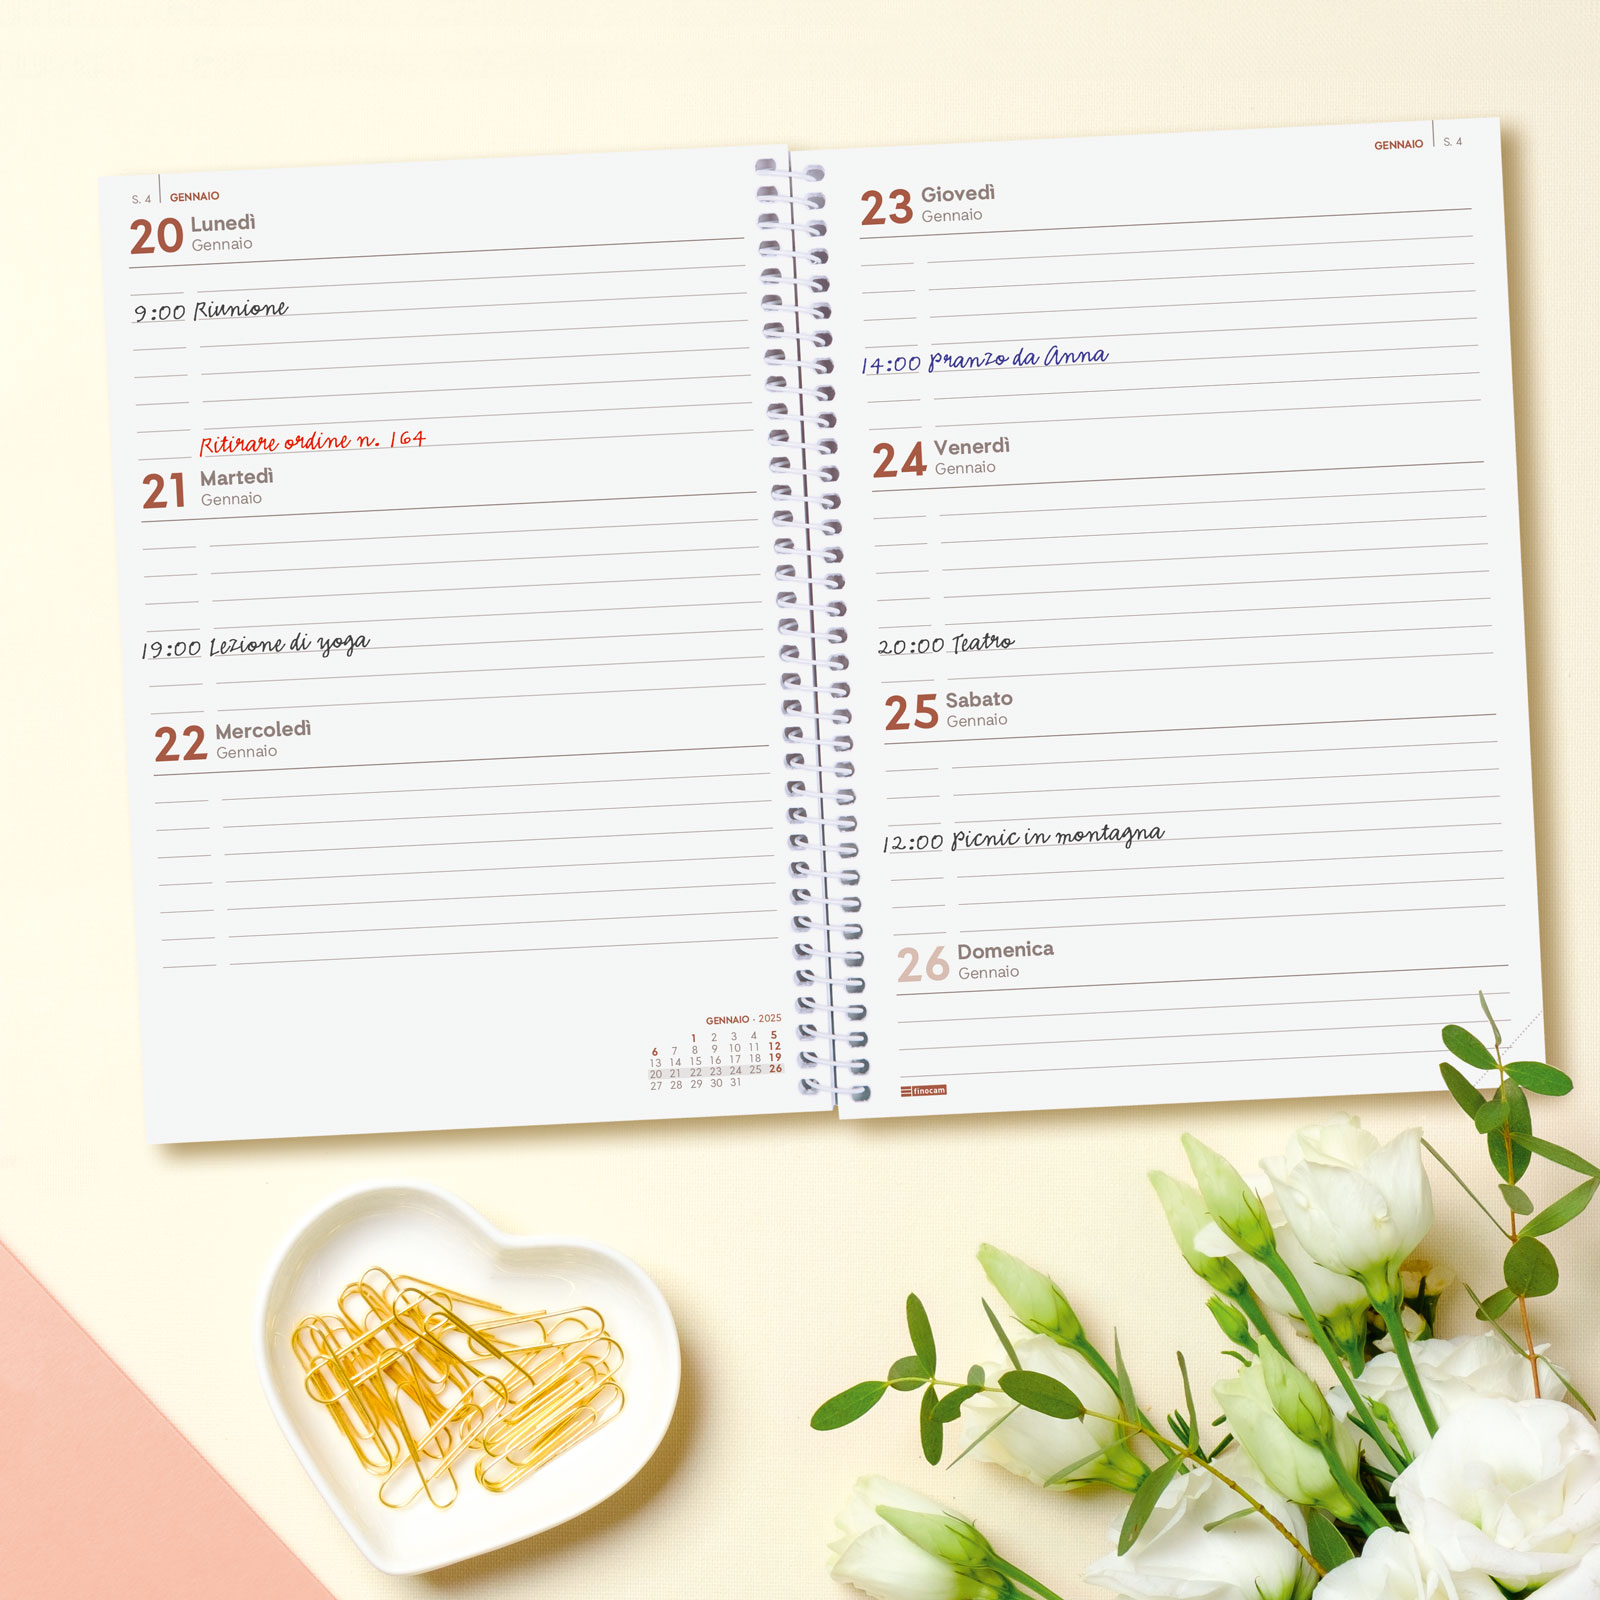 S. 4 GENNAIO
20 Lunedì
Gennaio
9:00 Riunione
Ritirare ordine n. 164
21 Martedì
Gennaio
19:00 Lezione di yoga
22 Mercoledì
Gennaio
GENNAIO - 2025
1 2 3 4 5
6 7 8 9 10 11 12
13 14 15 16 17 18 19
20 21 22 23 24 25 26
27 28 29 30 31
GENNAIO S. 4
23 Giovedì
Gennaio
14:00 pranzo da Anna
24 Venerdì
Gennaio
20:00 Teatro
25 Sabato
Gennaio
12:00 Picnic in montagna
26 Domenica
Gennaio
finocam